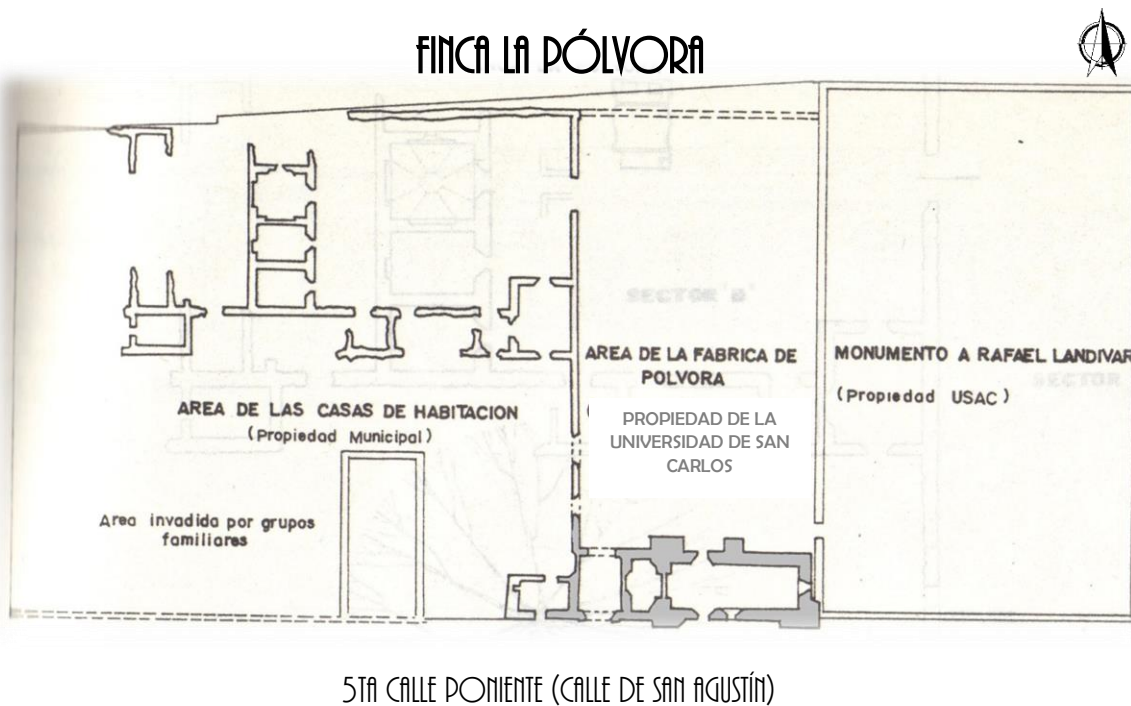 FINCA LA PÓLVORA
SECTOR 'B'
AREA DE LA FABRICA DE
POLVORA
MONUMENTO A RAFAEL LANDIVAR
SECTOR
(Propiedad USAC)
AREA DE LAS CASAS DE HABITACION
(Propiedad Municipal)
PROPIEDAD DE LA
UNIVERSIDAD DE SAN
CARLOS
Area invadida por grupos
familiares
5TA CALLE PONIENTE (CALLE DE SAN AGUSTÍN)